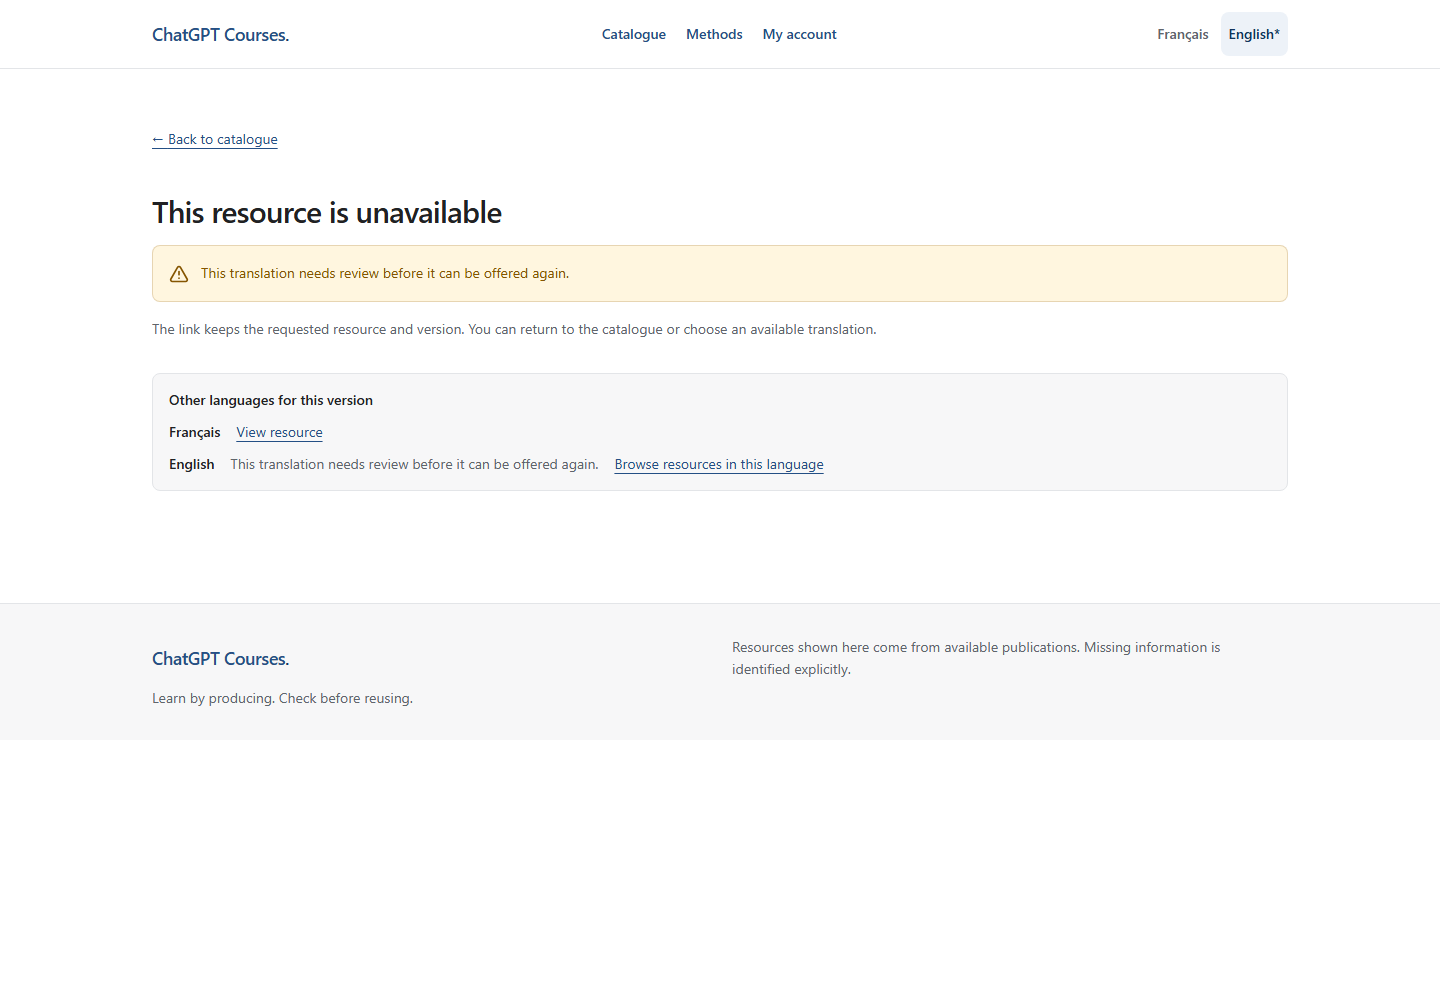 ChatGPT Courses.
Catalogue Methods My account
Français English*
← Back to catalogue
This resource is unavailable
This translation needs review before it can be offered again.
The link keeps the requested resource and version. You can return to the catalogue or choose an available translation.
Other languages for this version
Français View resource
English This translation needs review before it can be offered again. Browse resources in this language
ChatGPT Courses.
Learn by producing. Check before reusing.
Resources shown here come from available publications. Missing information is
identified explicitly.